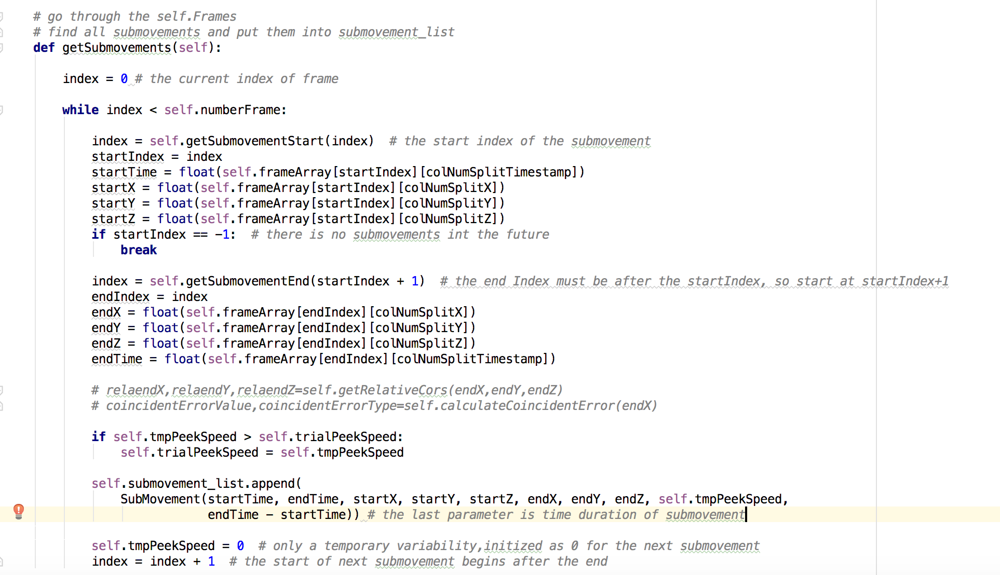 # go through the self.Frames
# find all submovements and put them into submovement_list
def getSubmovements(self):
index = 0 # the current index of frame
while index < self.numberFrame:
index = self.getSubmovementStart(index)  # the start index of the submovement
startIndex = index
startTime = float(self.frameArray[startIndex][colNumSplitTimestamp])
startX = float(self.frameArray[startIndex][colNumSplitX])
startY = float(self.frameArray[startIndex][colNumSplitY])
startZ = float(self.frameArray[startIndex][colNumSplitZ])
if startIndex == -1:  # there is no submovements int the future
break
index = self.getSubmovementEnd(startIndex + 1)  # the end Index must be after the startIndex, so start at startIndex+1
endIndex = index
endX = float(self.frameArray[endIndex][colNumSplitX])
endY = float(self.frameArray[endIndex][colNumSplitY])
endZ = float(self.frameArray[endIndex][colNumSplitZ])
endTime = float(self.frameArray[endIndex][colNumSplitTimestamp])
# relaendX,relaendY,relaendZ=self.getRelativeCors(endX,endY,endZ)
# coincidentErrorValue,coincidentErrorType=self.calculateCoincidentError(endX)
if self.tmpPeekSpeed > self.trialPeekSpeed:
self.trialPeekSpeed = self.tmpPeekSpeed
self.submovement_list.append(
SubMovement(startTime, endTime, startX, startY, startZ, endX, endY, endZ, self.tmpPeekSpeed,
endTime - startTime)) # the last parameter is time duration of submovement
self.tmpPeekSpeed = 0  # only a temporary variability,initized as 0 for the next submovement
index = index + 1  # the start of next submovement begins after the end